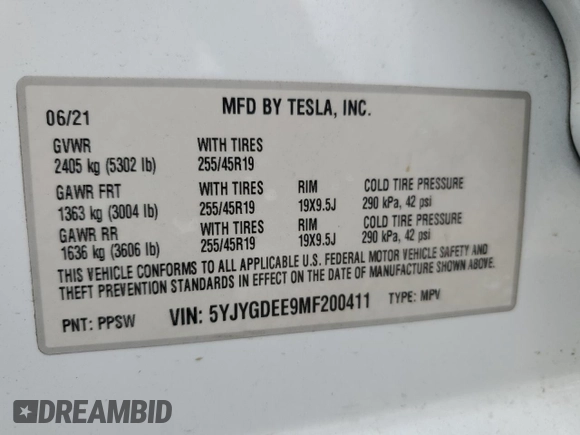 06/21 MFD BY TESLA, INC.
GVWR WITH TIRES
2405 kg (5302 lb) 255/45R19
GAWR FRT WITH TIRES RIM COLD TIRE PRESSURE
1363 kg (3004 lb) 255/45R19 19X9.5J 290 kPa, 42 psi
GAWR RR WITH TIRES RIM COLD TIRE PRESSURE
1636 kg (3606 lb) 255/45R19 19X9.5J 290 kPa, 42 psi
THIS VEHICLE CONFORMS TO ALL APPLICABLE U.S. FEDERAL MOTOR VEHICLE SAFETY AND
THEFT PREVENTION STANDARDS IN EFFECT ON THE DATE OF MANUFACTURE SHOWN ABOVE.
PNT: PPSW VIN: 5YJYGDEE9MF200411 TYPE: MPV
DREAMBID